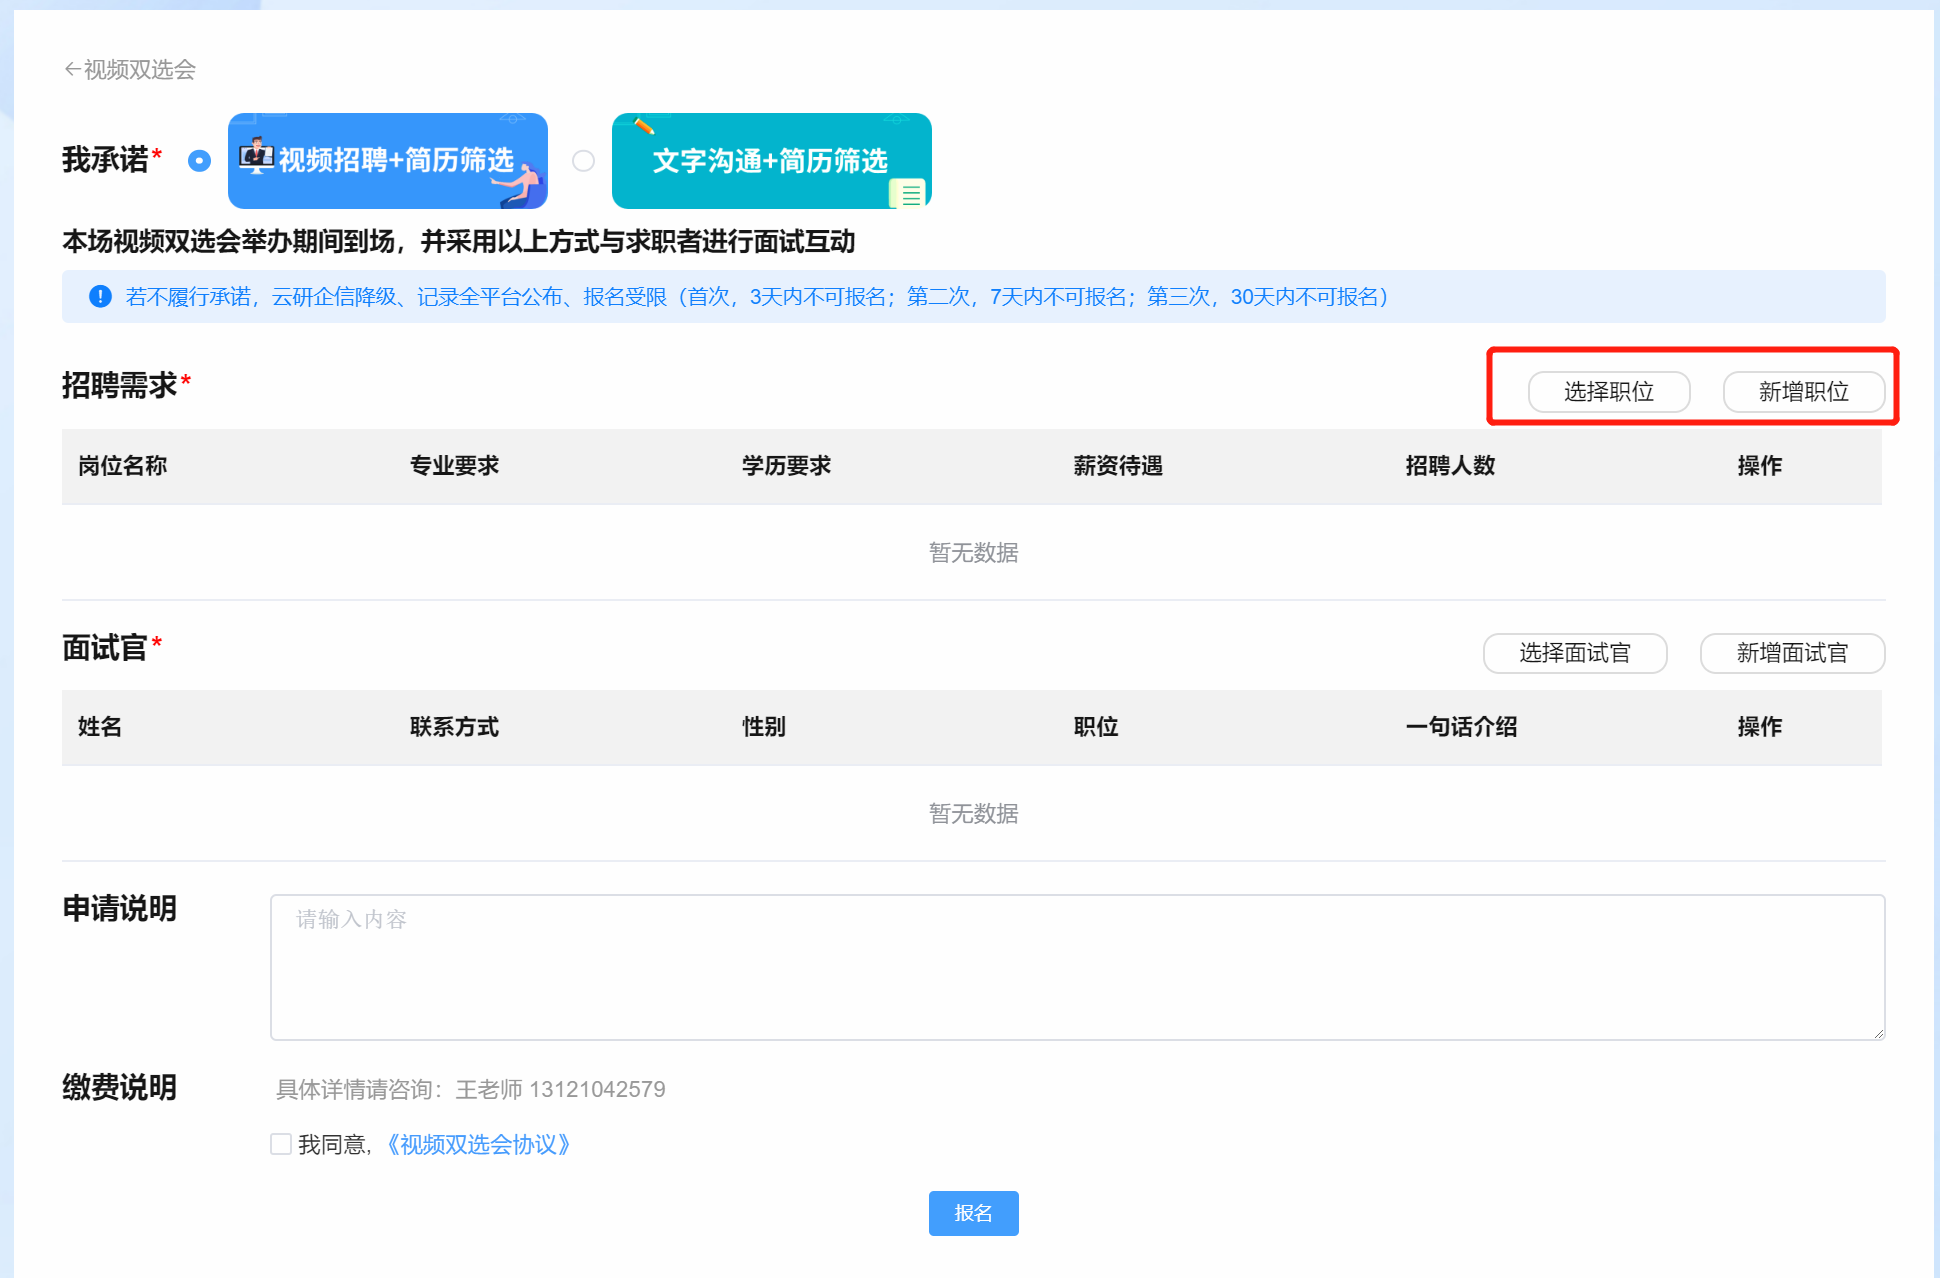 ←视频双选会
我承诺* 视频招聘+简历筛选 文字沟通+简历筛选
本场视频双选会举办期间到场，并采用以上方式与求职者进行面试互动
若不履行承诺，云研企信降级、记录全平台公布、报名受限（首次，3天内不可报名；第二次，7天内不可报名；第三次，30天内不可报名）
招聘需求* 选择职位 新增职位
岗位名称 专业要求 学历要求 薪资待遇 招聘人数 操作
暂无数据
面试官* 选择面试官 新增面试官
姓名 联系方式 性别 职位 一句话介绍 操作
暂无数据
申请说明 请输入内容
缴费说明 具体详情请咨询：王老师 13121042579
我同意,《视频双选会协议》
报名